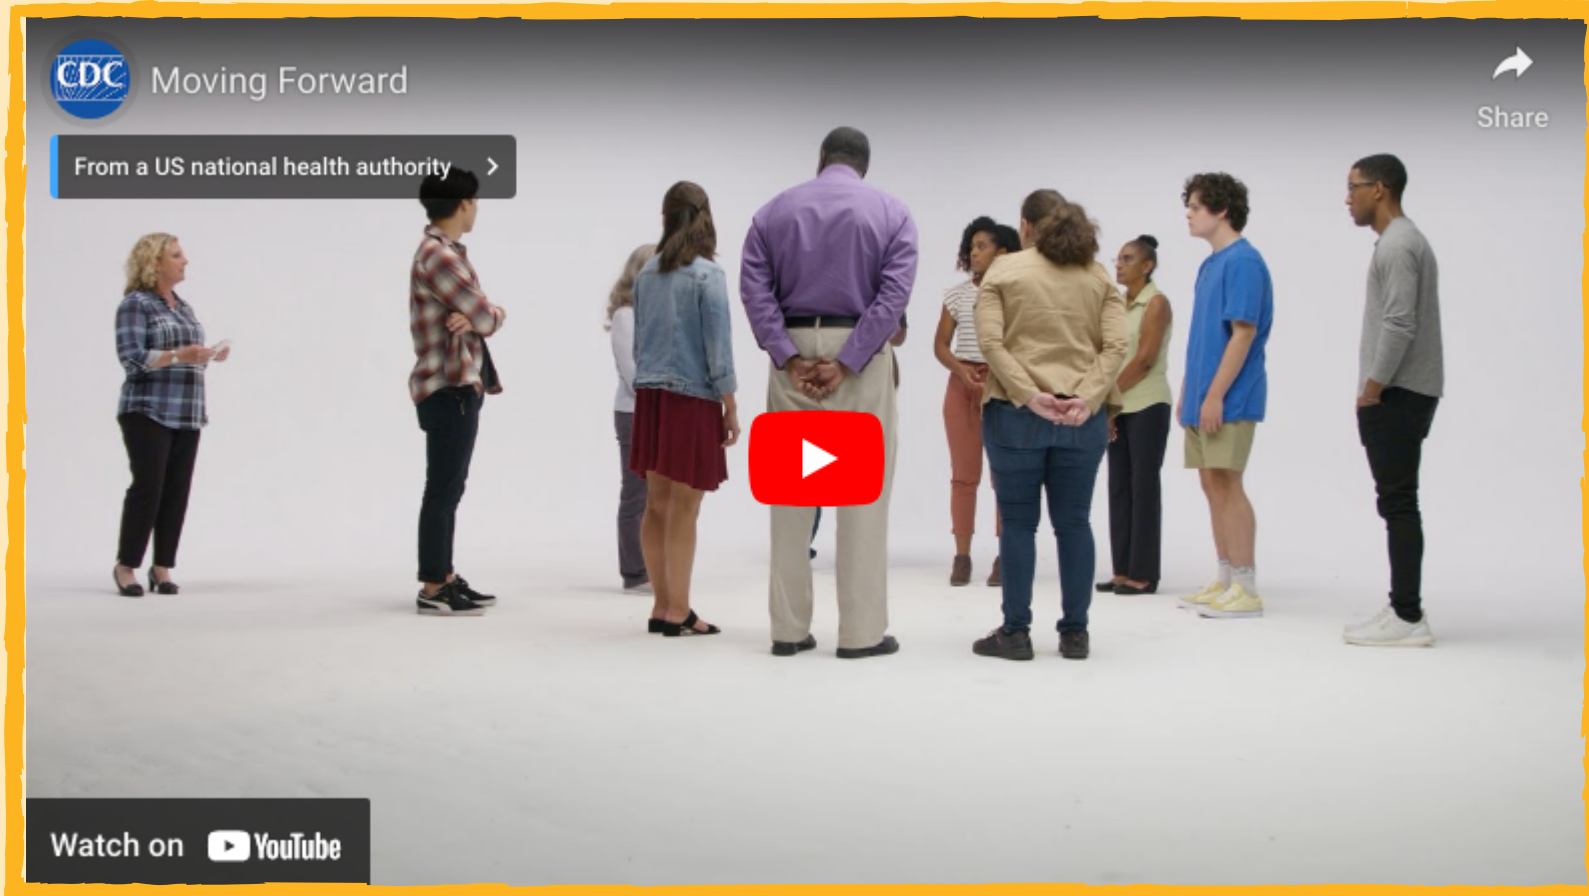 CDC
Moving Forward
Share
From a US national health authority
Watch on YouTube